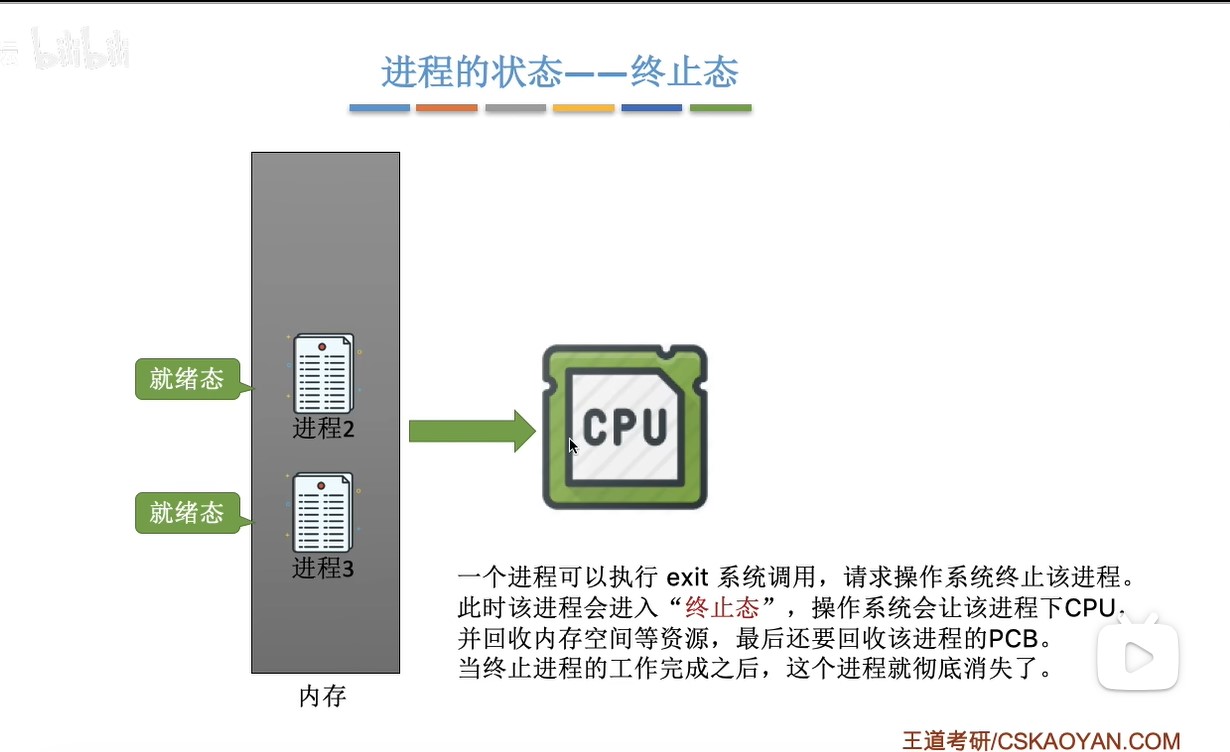 bilibili
进程的状态——终止态
就绪态
进程2
CPU
就绪态
进程3
一个进程可以执行 exit 系统调用，请求操作系统终止该进程。
此时该进程会进入“终止态”，操作系统会让该进程下CPU，
并回收内存空间等资源，最后还要回收该进程的PCB。
当终止进程的工作完成之后，这个进程就彻底消失了。
内存
王道考研/CSKAOYAN.COM